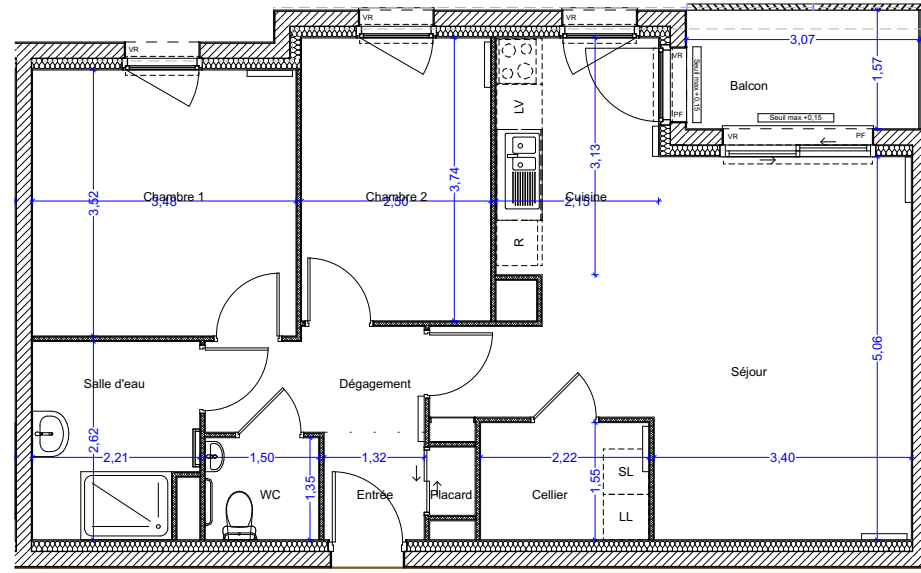 VR
VR
VR
3,07
1,57
Balcon
VR
Seuil max +0,15
PF
Seuil max +0,15
VR
PF
LV
3,13
3,52
3,74
Chambre 1
3,48
Chambre 2
2,50
Cuisine
2,15
R
5,06
Séjour
Salle d'eau
Dégagement
2,62
2,21
1,50
1,32
2,22
3,40
1,35
WC
Entrée
Placard
Cellier
1,55
SL
LL